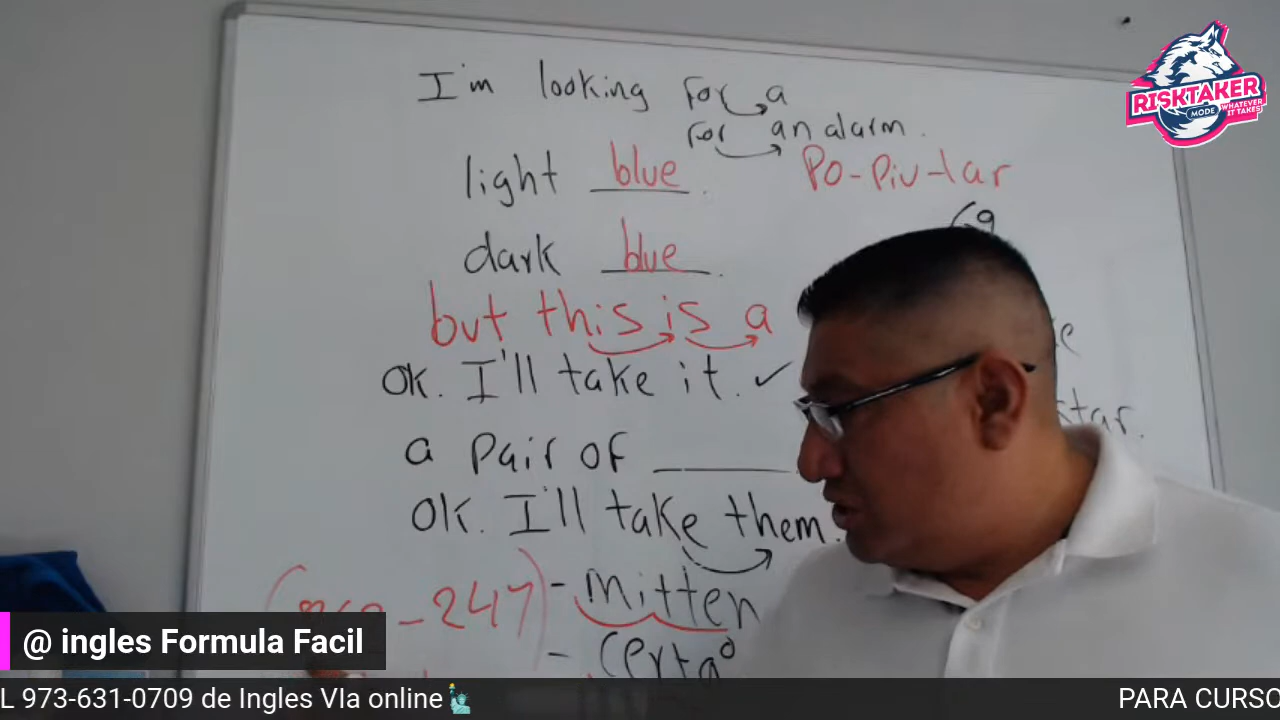 I'm looking for a
for an alarm.
light blue.
Po-piu-lar
dark blue.
but this is a
OK. I'll take it. ✓
a pair of ______
OK. I'll take them.
-247) - mitten
RISKTAKER
MODE
WHATEVER
IT TAKES
@ ingles Formula Facil
L 973-631-0709 de Ingles VIa online🗽
PARA CURSO